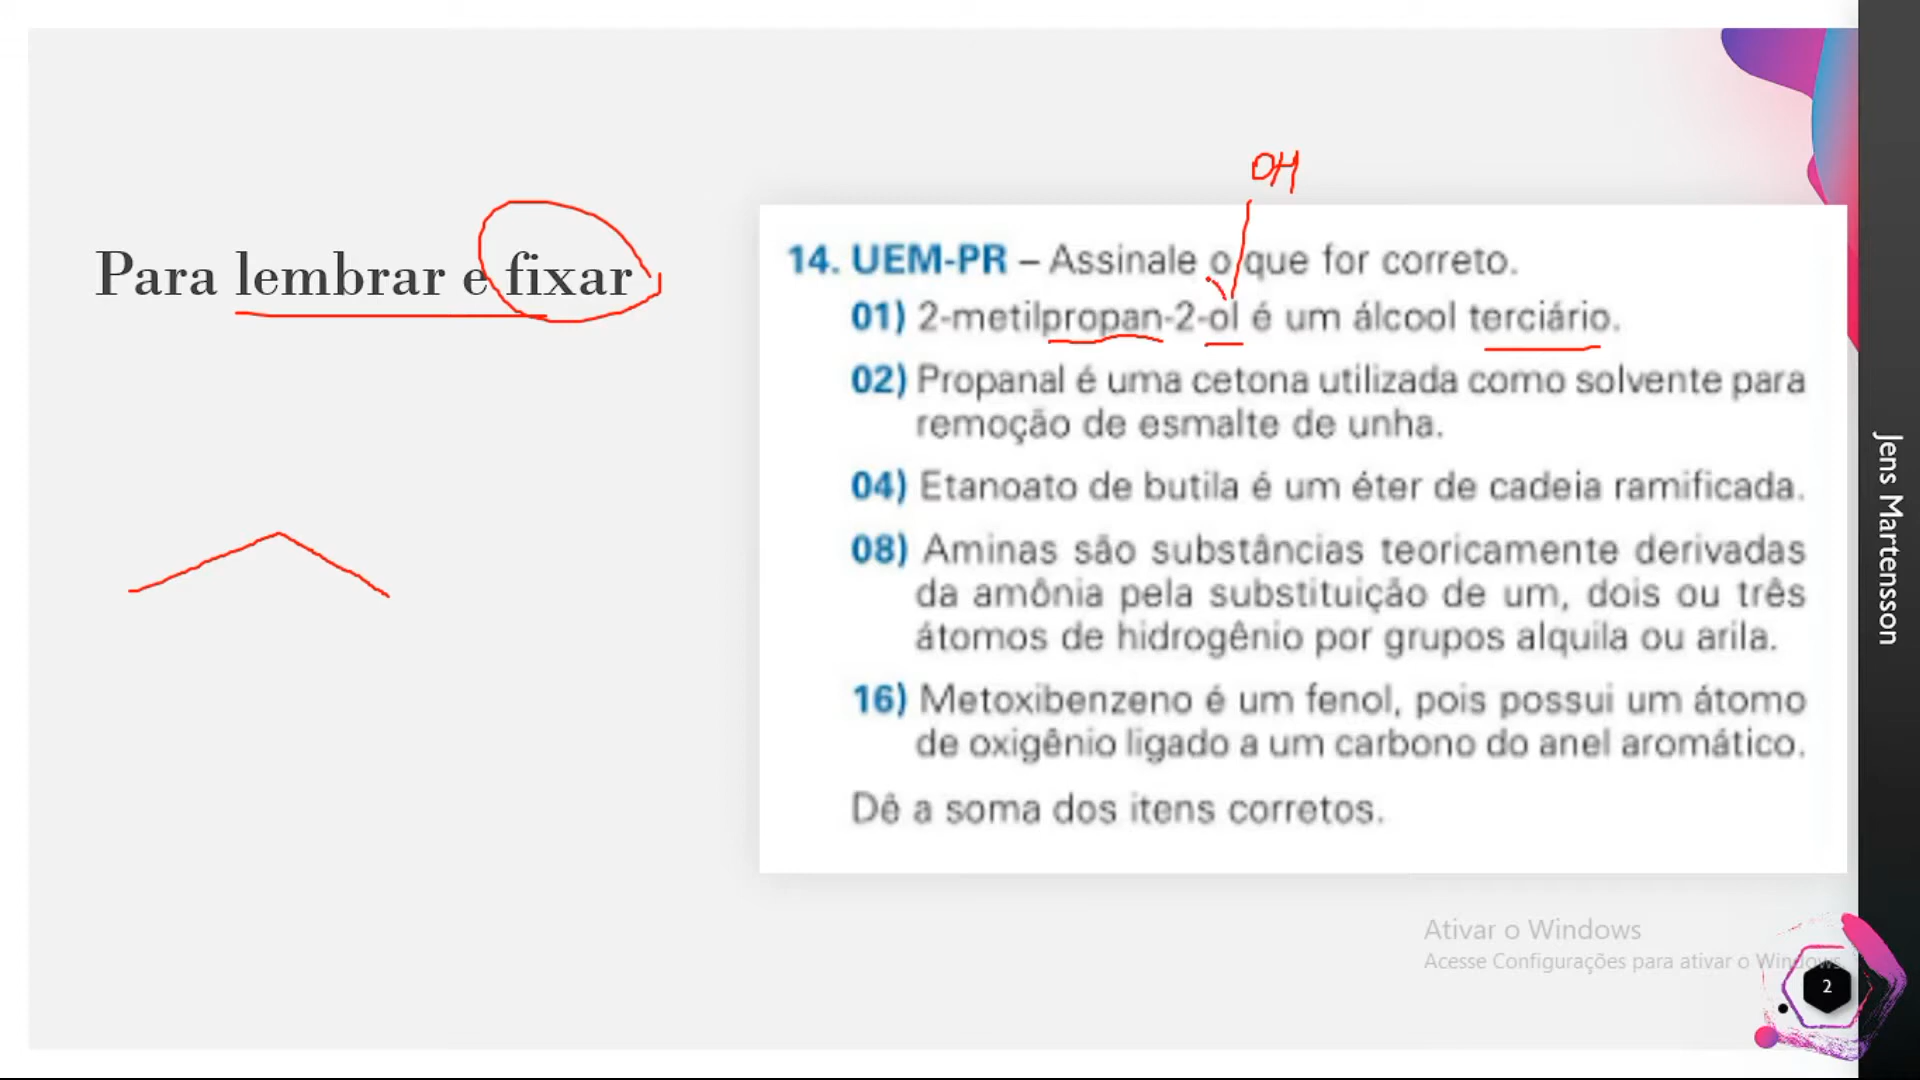 OH
Para lembrar e fixar
14. UEM-PR – Assinale o que for correto.
01) 2-metilpropan-2-ol é um álcool terciário.
02) Propanal é uma cetona utilizada como solvente para
remoção de esmalte de unha.
04) Etanoato de butila é um éter de cadeia ramificada.
08) Aminas são substâncias teoricamente derivadas
da amônia pela substituição de um, dois ou três
átomos de hidrogênio por grupos alquila ou arila.
16) Metoxibenzeno é um fenol, pois possui um átomo
de oxigênio ligado a um carbono do anel aromático.
Dê a soma dos itens corretos.
Jens Martensson
Ativar o Windows
Acesse Configurações para ativar o Windows.
2